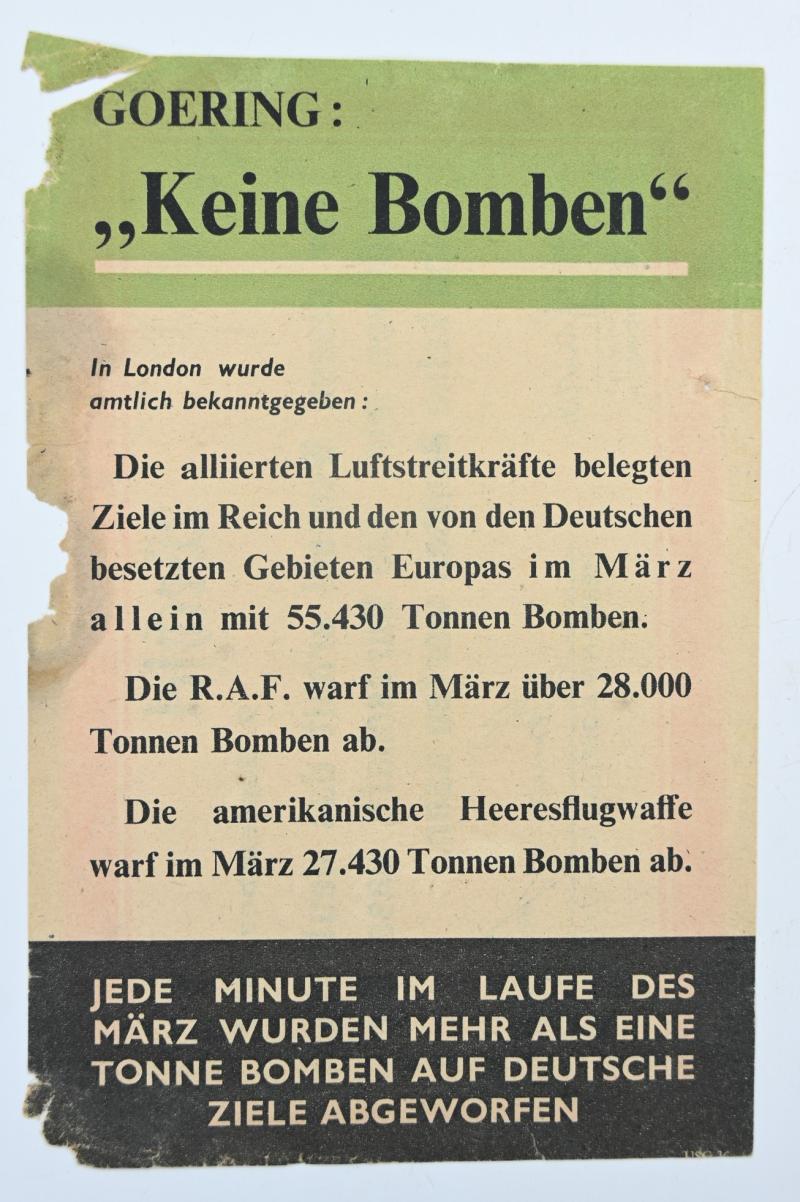 GOERING:
„Keine Bomben“
In London wurde
amtlich bekanntgegeben:
Die alliierten Luftstreitkräfte belegten
Ziele im Reich und den von den Deutschen
besetzten Gebieten Europas im März
allein mit 55.430 Tonnen Bomben.
Die R.A.F. warf im März über 28.000
Tonnen Bomben ab.
Die amerikanische Heeresflugwaffe
warf im März 27.430 Tonnen Bomben ab.
JEDE MINUTE IM LAUFE DES
MÄRZ WURDEN MEHR ALS EINE
TONNE BOMBEN AUF DEUTSCHE
ZIELE ABGEWORFEN